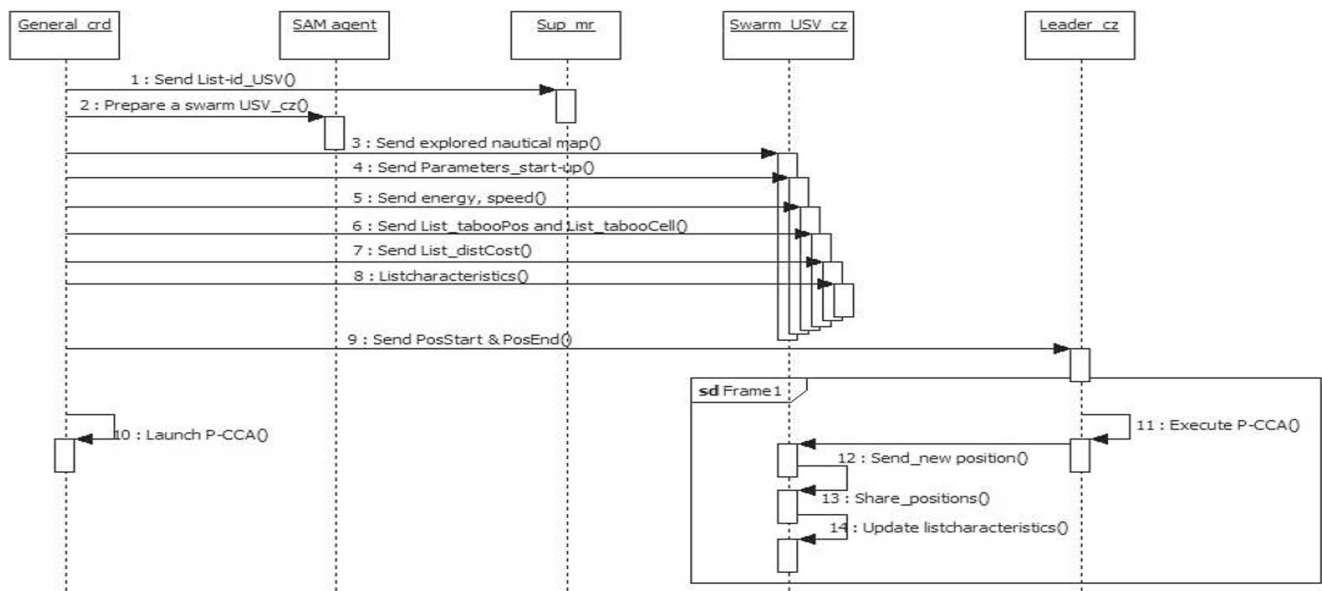 General_crd
SAM agent
Sup_mr
Swarm_USV_cz
Leader_cz
1 : Send List-id_USV()
2 : Prepare a swarm USV_cz()
3 : Send explored nautical map()
4 : Send Parameters_start-up()
5 : Send energy, speed()
6 : Send List_tabooPos and List_tabooCell()
7 : Send List_distCost()
8 : Listcharacteristics()
9 : Send PosStart & PosEnd()
sd Frame1
10 : Launch P-CCA()
11 : Execute P-CCA()
12 : Send_new position()
13 : Share_positions()
14 : Update listcharacteristics()